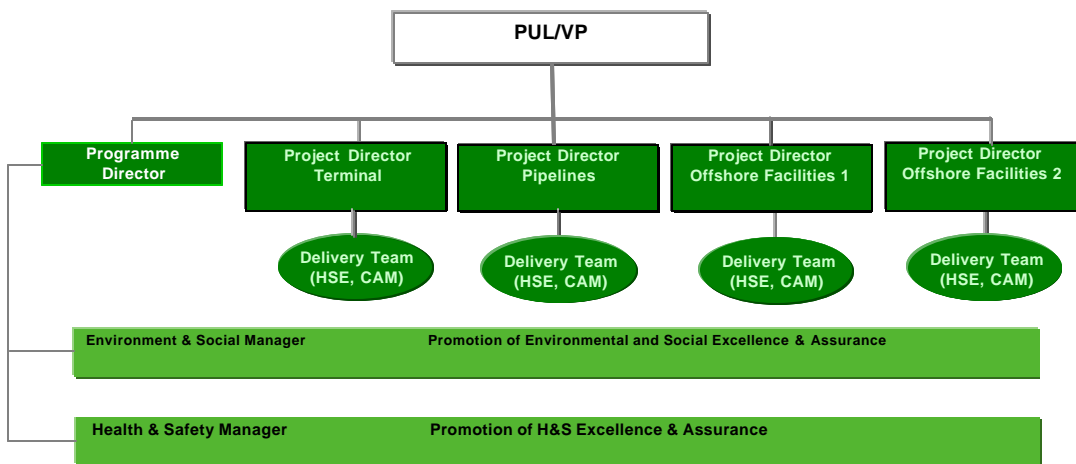 PUL/VP
Programme
Director
Project Director
Terminal
Project Director
Pipelines
Project Director
Offshore Facilities 1
Project Director
Offshore Facilities 2
Delivery Team
(HSE, CAM)
Delivery Team
(HSE, CAM)
Delivery Team
(HSE, CAM)
Delivery Team
(HSE, CAM)
Environment & Social Manager Promotion of Environmental and Social Excellence & Assurance
Health & Safety Manager Promotion of H&S Excellence & Assurance